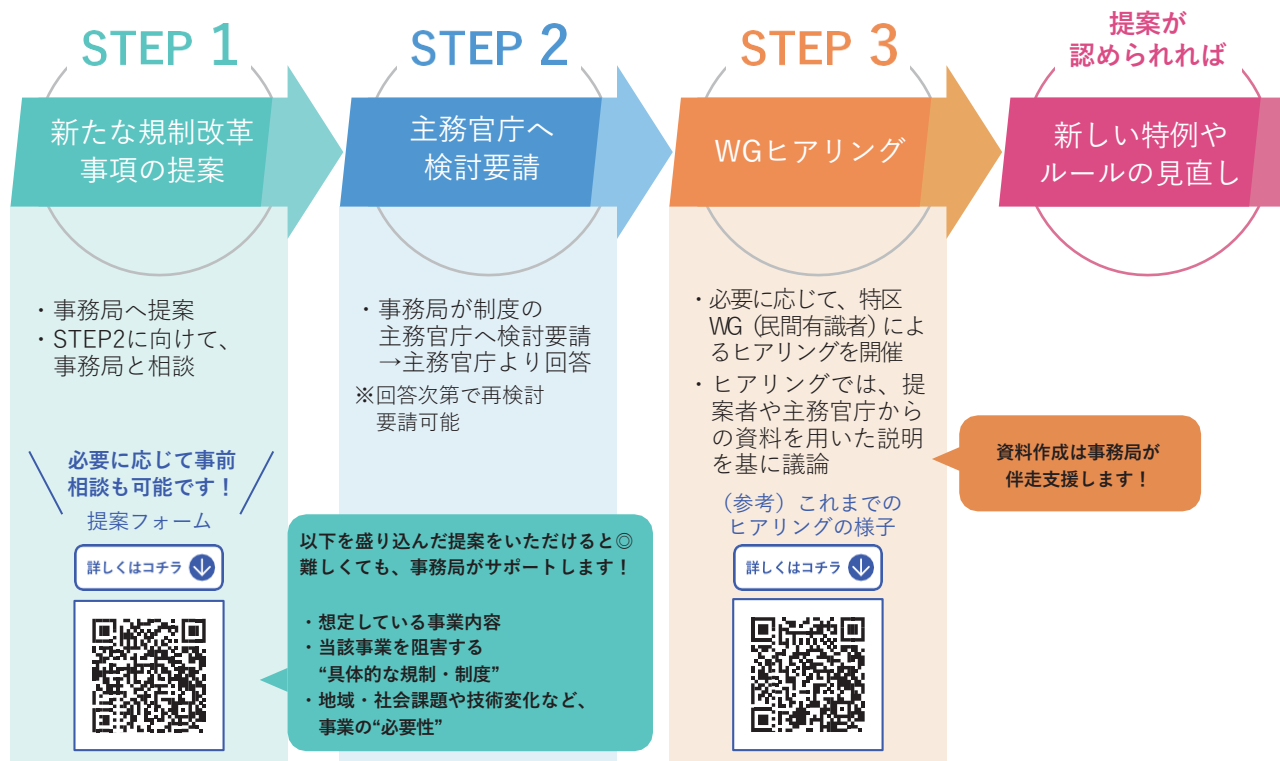 STEP 1
新たな規制改革
事項の提案
・事務局へ提案
・STEP2に向けて、
事務局と相談
必要に応じて事前
相談も可能です！
提案フォーム
詳しくはコチラ
以下を盛り込んだ提案をいただけると◎
難しくても、事務局がサポートします！
・想定している事業内容
・当該事業を阻害する
“具体的な規制・制度”
・地域・社会課題や技術変化など、
事業の“必要性”
STEP 2
主務官庁へ
検討要請
・事務局が制度の
主務官庁へ検討要請
→主務官庁より回答
※回答次第で再検討
要請可能
STEP 3
WGヒアリング
・必要に応じて、特区
WG（民間有識者）によ
るヒアリングを開催
・ヒアリングでは、提
案者や主務官庁から
の資料を用いた説明
を基に議論
（参考）これまでの
ヒアリングの様子
詳しくはコチラ
資料作成は事務局が
伴走支援します！
提案が
認められれば
新しい特例や
ルールの見直し